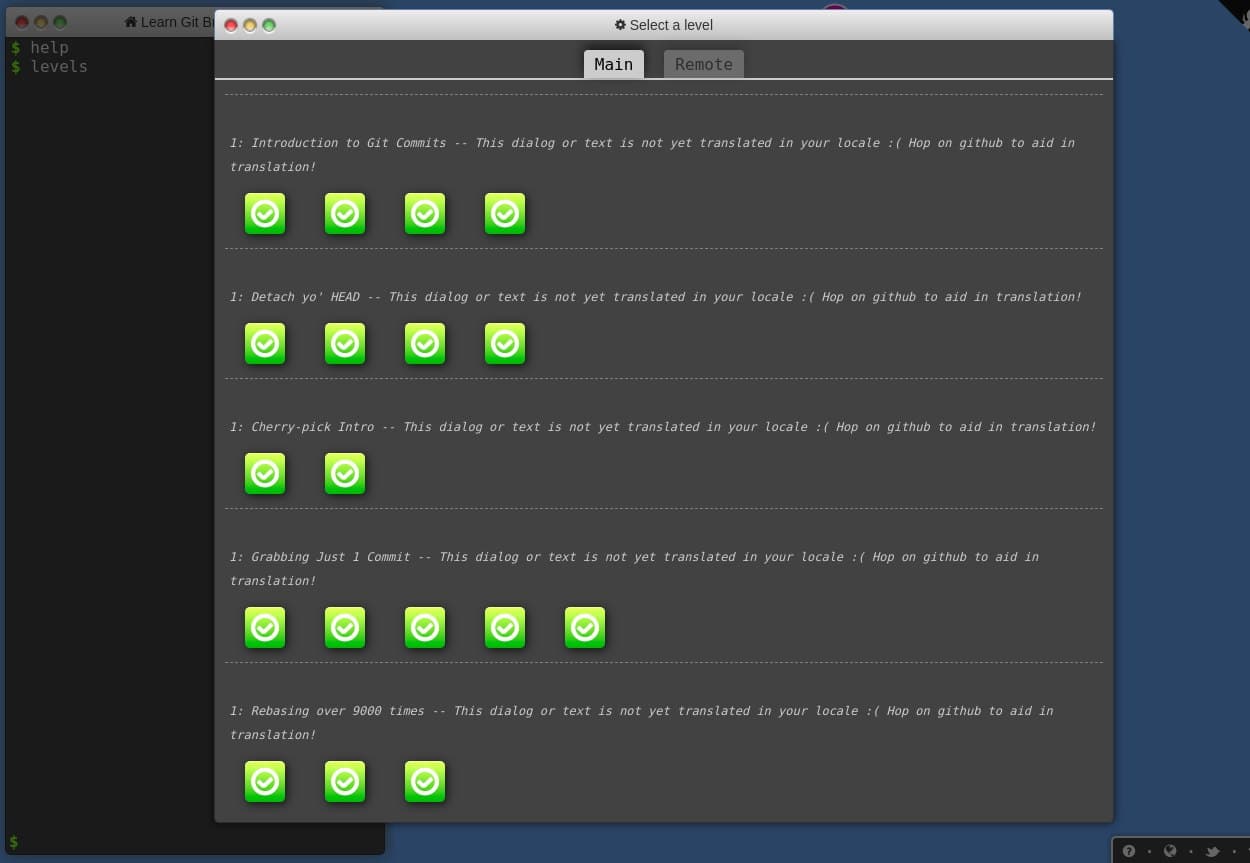 Learn Git Br
$ help
$ levels
$
Select a level
Main
Remote
1: Introduction to Git Commits -- This dialog or text is not yet translated in your locale :( Hop on github to aid in
translation!
1: Detach yo' HEAD -- This dialog or text is not yet translated in your locale :( Hop on github to aid in translation!
1: Cherry-pick Intro -- This dialog or text is not yet translated in your locale :( Hop on github to aid in translation!
1: Grabbing Just 1 Commit -- This dialog or text is not yet translated in your locale :( Hop on github to aid in
translation!
1: Rebasing over 9000 times -- This dialog or text is not yet translated in your locale :( Hop on github to aid in
translation!